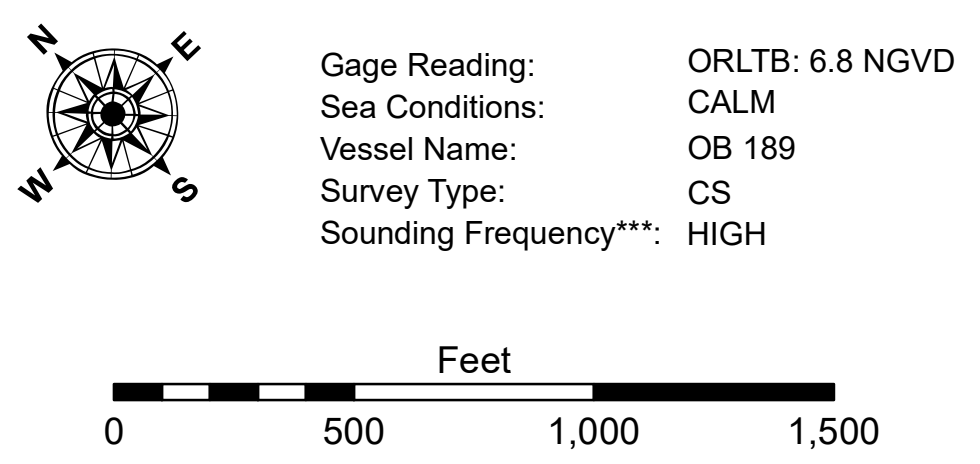 N E
W S
Gage Reading: ORLTB: 6.8 NGVD
Sea Conditions: CALM
Vessel Name: OB 189
Survey Type: CS
Sounding Frequency***: HIGH
Feet
0 500 1,000 1,500